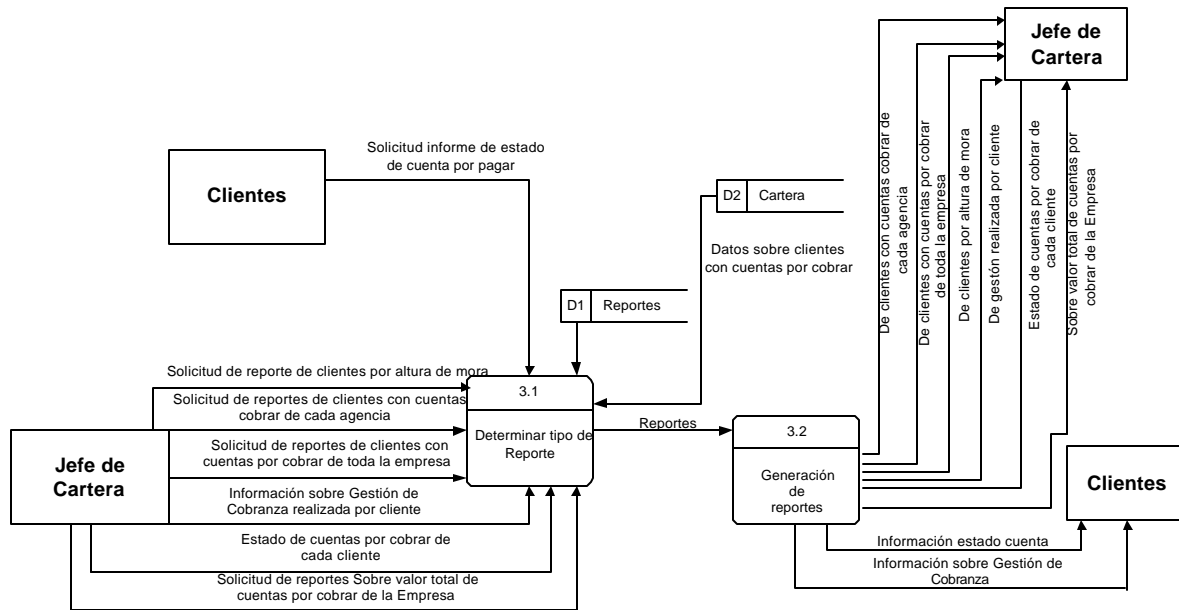 Jefe de
Cartera
De clientes con cuentas cobrar de
cada agencia
De clientes con cuentas por cobrar
de toda la empresa
De clientes por altura de mora
De gestión realizada por cliente
Estado de cuentas por cobrar de
cada cliente
Sobre valor total de cuentas por
cobrar de la Empresa
Solicitud informe de estado
de cuenta por pagar
Clientes
D2
Cartera
Datos sobre clientes
con cuentas por cobrar
D1
Reportes
Solicitud de reporte de clientes por altura de mora
Solicitud de reportes de clientes con cuentas
cobrar de cada agencia
Solicitud de reportes de clientes con
cuentas por cobrar de toda la empresa
Jefe de
Cartera
Información sobre Gestión de
Cobranza realizada por cliente
Estado de cuentas por cobrar de
cada cliente
Solicitud de reportes Sobre valor total de
cuentas por cobrar de la Empresa
3.1
Determinar tipo de
Reporte
Reportes
3.2
Generación
de
reportes
Clientes
Información estado cuenta
Información sobre Gestión de
Cobranza